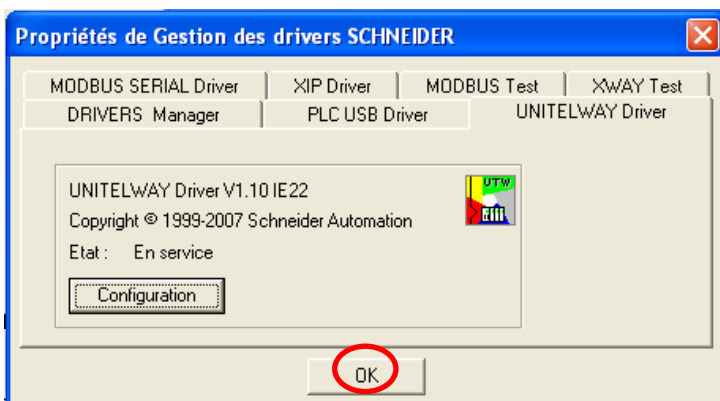 Propriétés de Gestion des drivers SCHNEIDER
MODBUS SERIAL Driver XIP Driver MODBUS Test XWAY Test
DRIVERS Manager PLC USB Driver UNITELWAY Driver
UNITELWAY Driver V1.10 IE22
UTW
Copyright © 1999-2007 Schneider Automation
Etat : En service
Configuration
OK